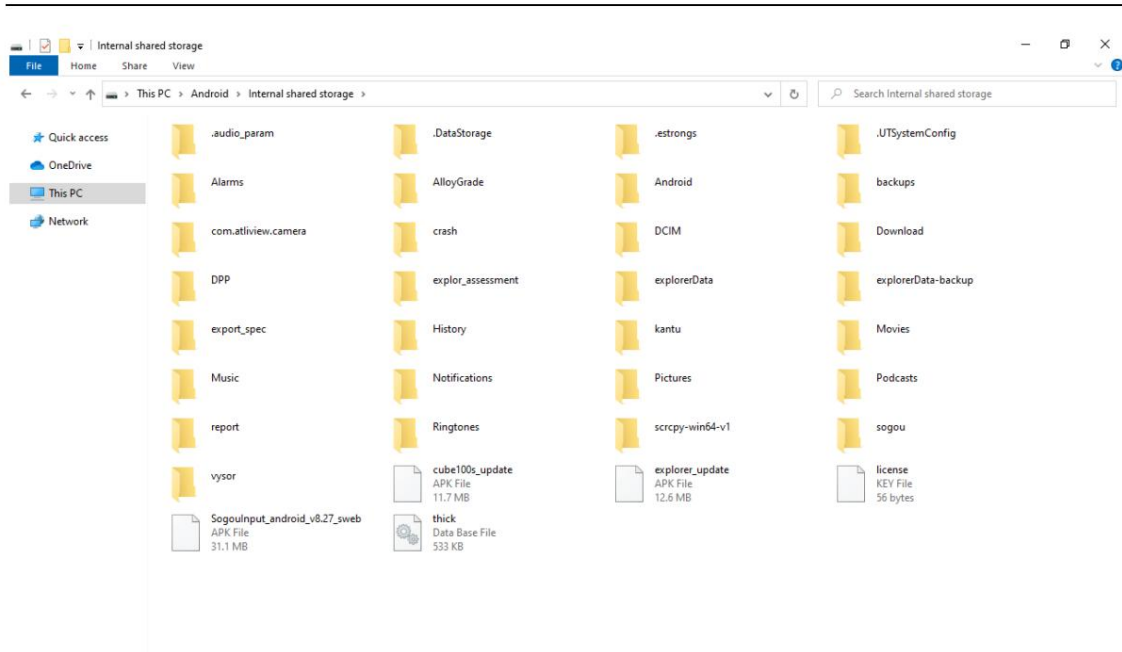 Internal shared storage
File Home Share View
This PC > Android > Internal shared storage >
Search Internal shared storage
Quick access
OneDrive
This PC
Network
.audio_param .DataStorage .estrongs .UTSystemConfig
Alarms AlloyGrade Android backups
com.atliview.camera crash DCIM Download
DPP explor_assessment explorerData explorerData-backup
export_spec History kantu Movies
Music Notifications Pictures Podcasts
report Ringtones scrcpy-win64-v1 sogou
vysor
cube100s_update
APK File
11.7 MB
explorer_update
APK File
12.6 MB
license
KEY File
56 bytes
SogouInput_android_v8.27_sweb
APK File
31.1 MB
thick
Data Base File
533 KB